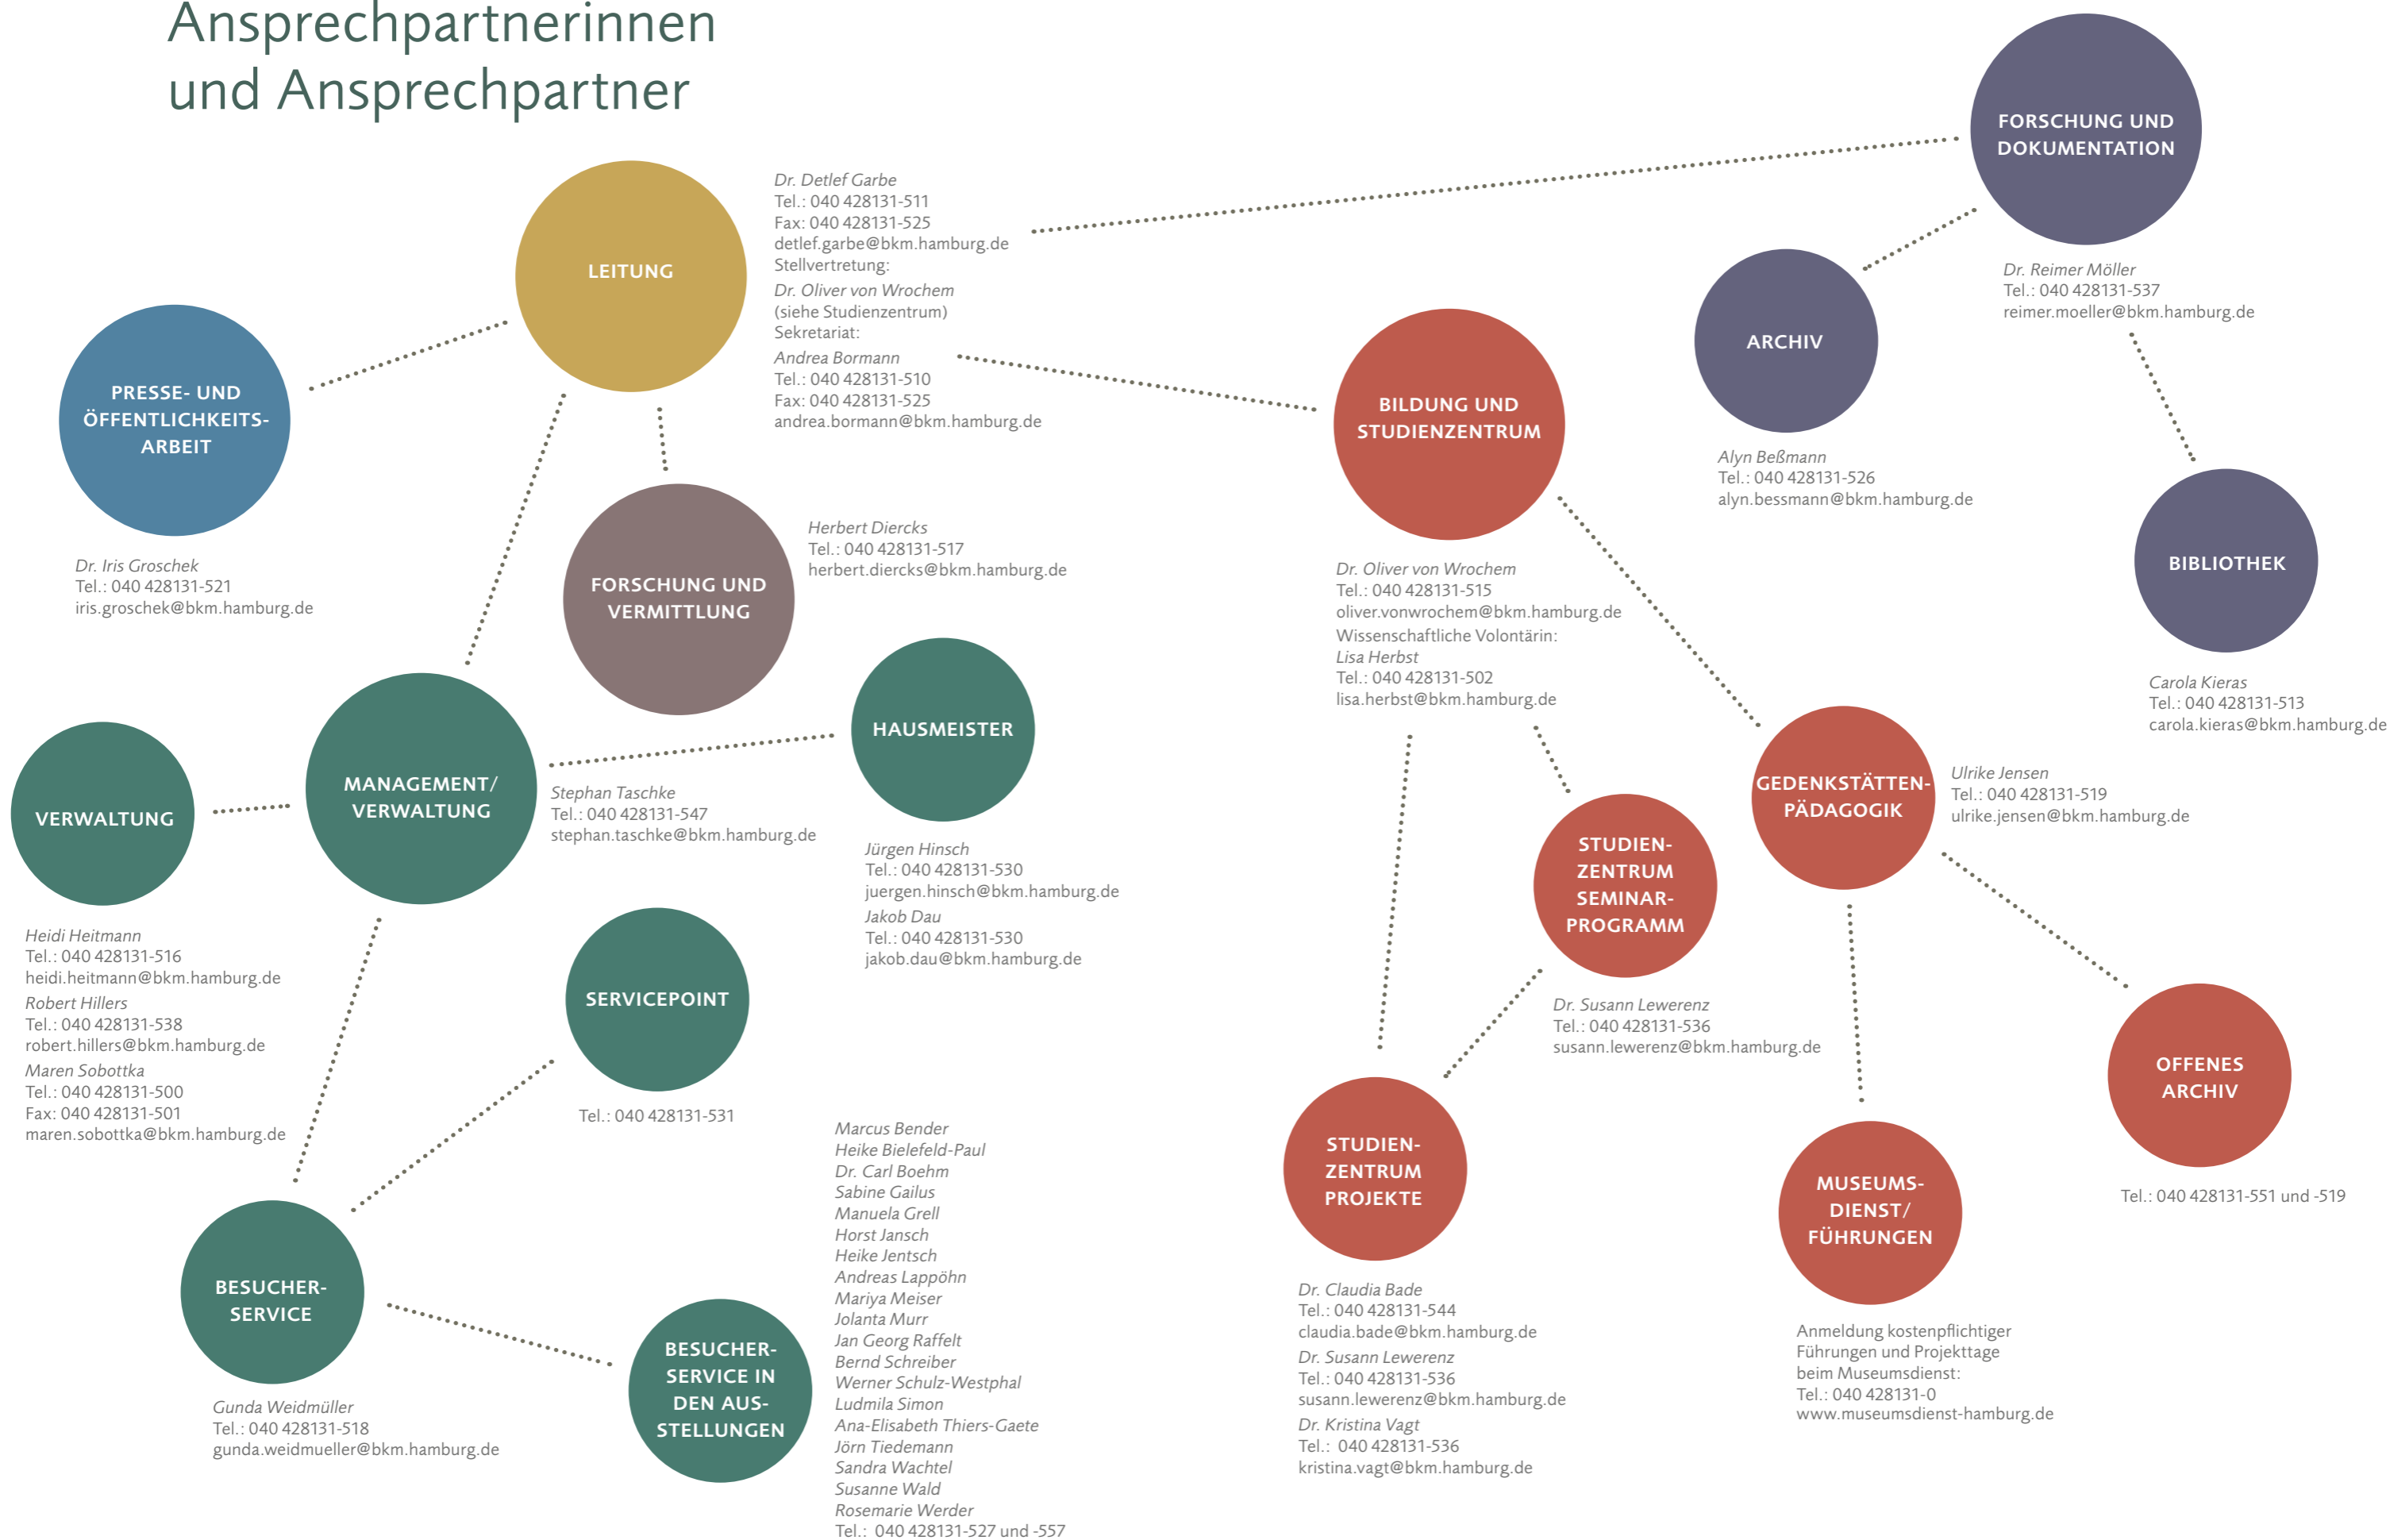 Ansprechpartnerinnen
und Ansprechpartner
LEITUNG
Dr. Detlef Garbe
Tel.: 040 428131-511
Fax: 040 428131-525
detlef.garbe@bkm.hamburg.de
Stellvertretung:
Dr. Oliver von Wrochem
(siehe Studienzentrum)
Sekretariat:
Andrea Bormann
Tel.: 040 428131-510
Fax: 040 428131-525
andrea.bormann@bkm.hamburg.de
PRESSE- UND
ÖFFENTLICHKEITS-
ARBEIT
Dr. Iris Groschek
Tel.: 040 428131-521
iris.groschek@bkm.hamburg.de
FORSCHUNG UND
VERMITTLUNG
Herbert Diercks
Tel.: 040 428131-517
herbert.diercks@bkm.hamburg.de
MANAGEMENT/
VERWALTUNG
Stephan Taschke
Tel.: 040 428131-547
stephan.taschke@bkm.hamburg.de
HAUSMEISTER
Jürgen Hinsch
Tel.: 040 428131-530
juergen.hinsch@bkm.hamburg.de
Jakob Dau
Tel.: 040 428131-530
jakob.dau@bkm.hamburg.de
VERWALTUNG
Heidi Heitmann
Tel.: 040 428131-516
heidi.heitmann@bkm.hamburg.de
Robert Hillers
Tel.: 040 428131-538
robert.hillers@bkm.hamburg.de
Maren Sobottka
Tel.: 040 428131-500
Fax: 040 428131-501
maren.sobottka@bkm.hamburg.de
SERVICEPOINT
Tel.: 040 428131-531
BESUCHER-
SERVICE
Gunda Weidmüller
Tel.: 040 428131-518
gunda.weidmueller@bkm.hamburg.de
BESUCHER-
SERVICE IN
DEN AUS-
STELLUNGEN
Marcus Bender
Heike Bielefeld-Paul
Dr. Carl Boehm
Sabine Gailus
Manuela Grell
Horst Jansch
Heike Jentsch
Andreas Lappöhn
Mariya Meiser
Jolanta Murr
Jan Georg Raffelt
Bernd Schreiber
Werner Schulz-Westphal
Ludmila Simon
Ana-Elisabeth Thiers-Gaete
Jörn Tiedemann
Sandra Wachtel
Susanne Wald
Rosemarie Werder
Tel.: 040 428131-527 und -557
FORSCHUNG UND
DOKUMENTATION
Dr. Reimer Möller
Tel.: 040 428131-537
reimer.moeller@bkm.hamburg.de
ARCHIV
Alyn Beßmann
Tel.: 040 428131-526
alyn.bessmann@bkm.hamburg.de
BIBLIOTHEK
Carola Kieras
Tel.: 040 428131-513
carola.kieras@bkm.hamburg.de
BILDUNG UND
STUDIENZENTRUM
Dr. Oliver von Wrochem
Tel.: 040 428131-515
oliver.vonwrochem@bkm.hamburg.de
Wissenschaftliche Volontärin:
Lisa Herbst
Tel.: 040 428131-502
lisa.herbst@bkm.hamburg.de
GEDENKSTÄTTEN-
PÄDAGOGIK
Ulrike Jensen
Tel.: 040 428131-519
ulrike.jensen@bkm.hamburg.de
STUDIEN-
ZENTRUM
SEMINAR-
PROGRAMM
Dr. Susann Lewerenz
Tel.: 040 428131-536
susann.lewerenz@bkm.hamburg.de
STUDIEN-
ZENTRUM
PROJEKTE
Dr. Claudia Bade
Tel.: 040 428131-544
claudia.bade@bkm.hamburg.de
Dr. Susann Lewerenz
Tel.: 040 428131-536
susann.lewerenz@bkm.hamburg.de
Dr. Kristina Vagt
Tel.: 040 428131-536
kristina.vagt@bkm.hamburg.de
MUSEUMS-
DIENST/
FÜHRUNGEN
Anmeldung kostenpflichtiger
Führungen und Projekttage
beim Museumsdienst:
Tel.: 040 428131-0
www.museumsdienst-hamburg.de
OFFENES
ARCHIV
Tel.: 040 428131-551 und -519